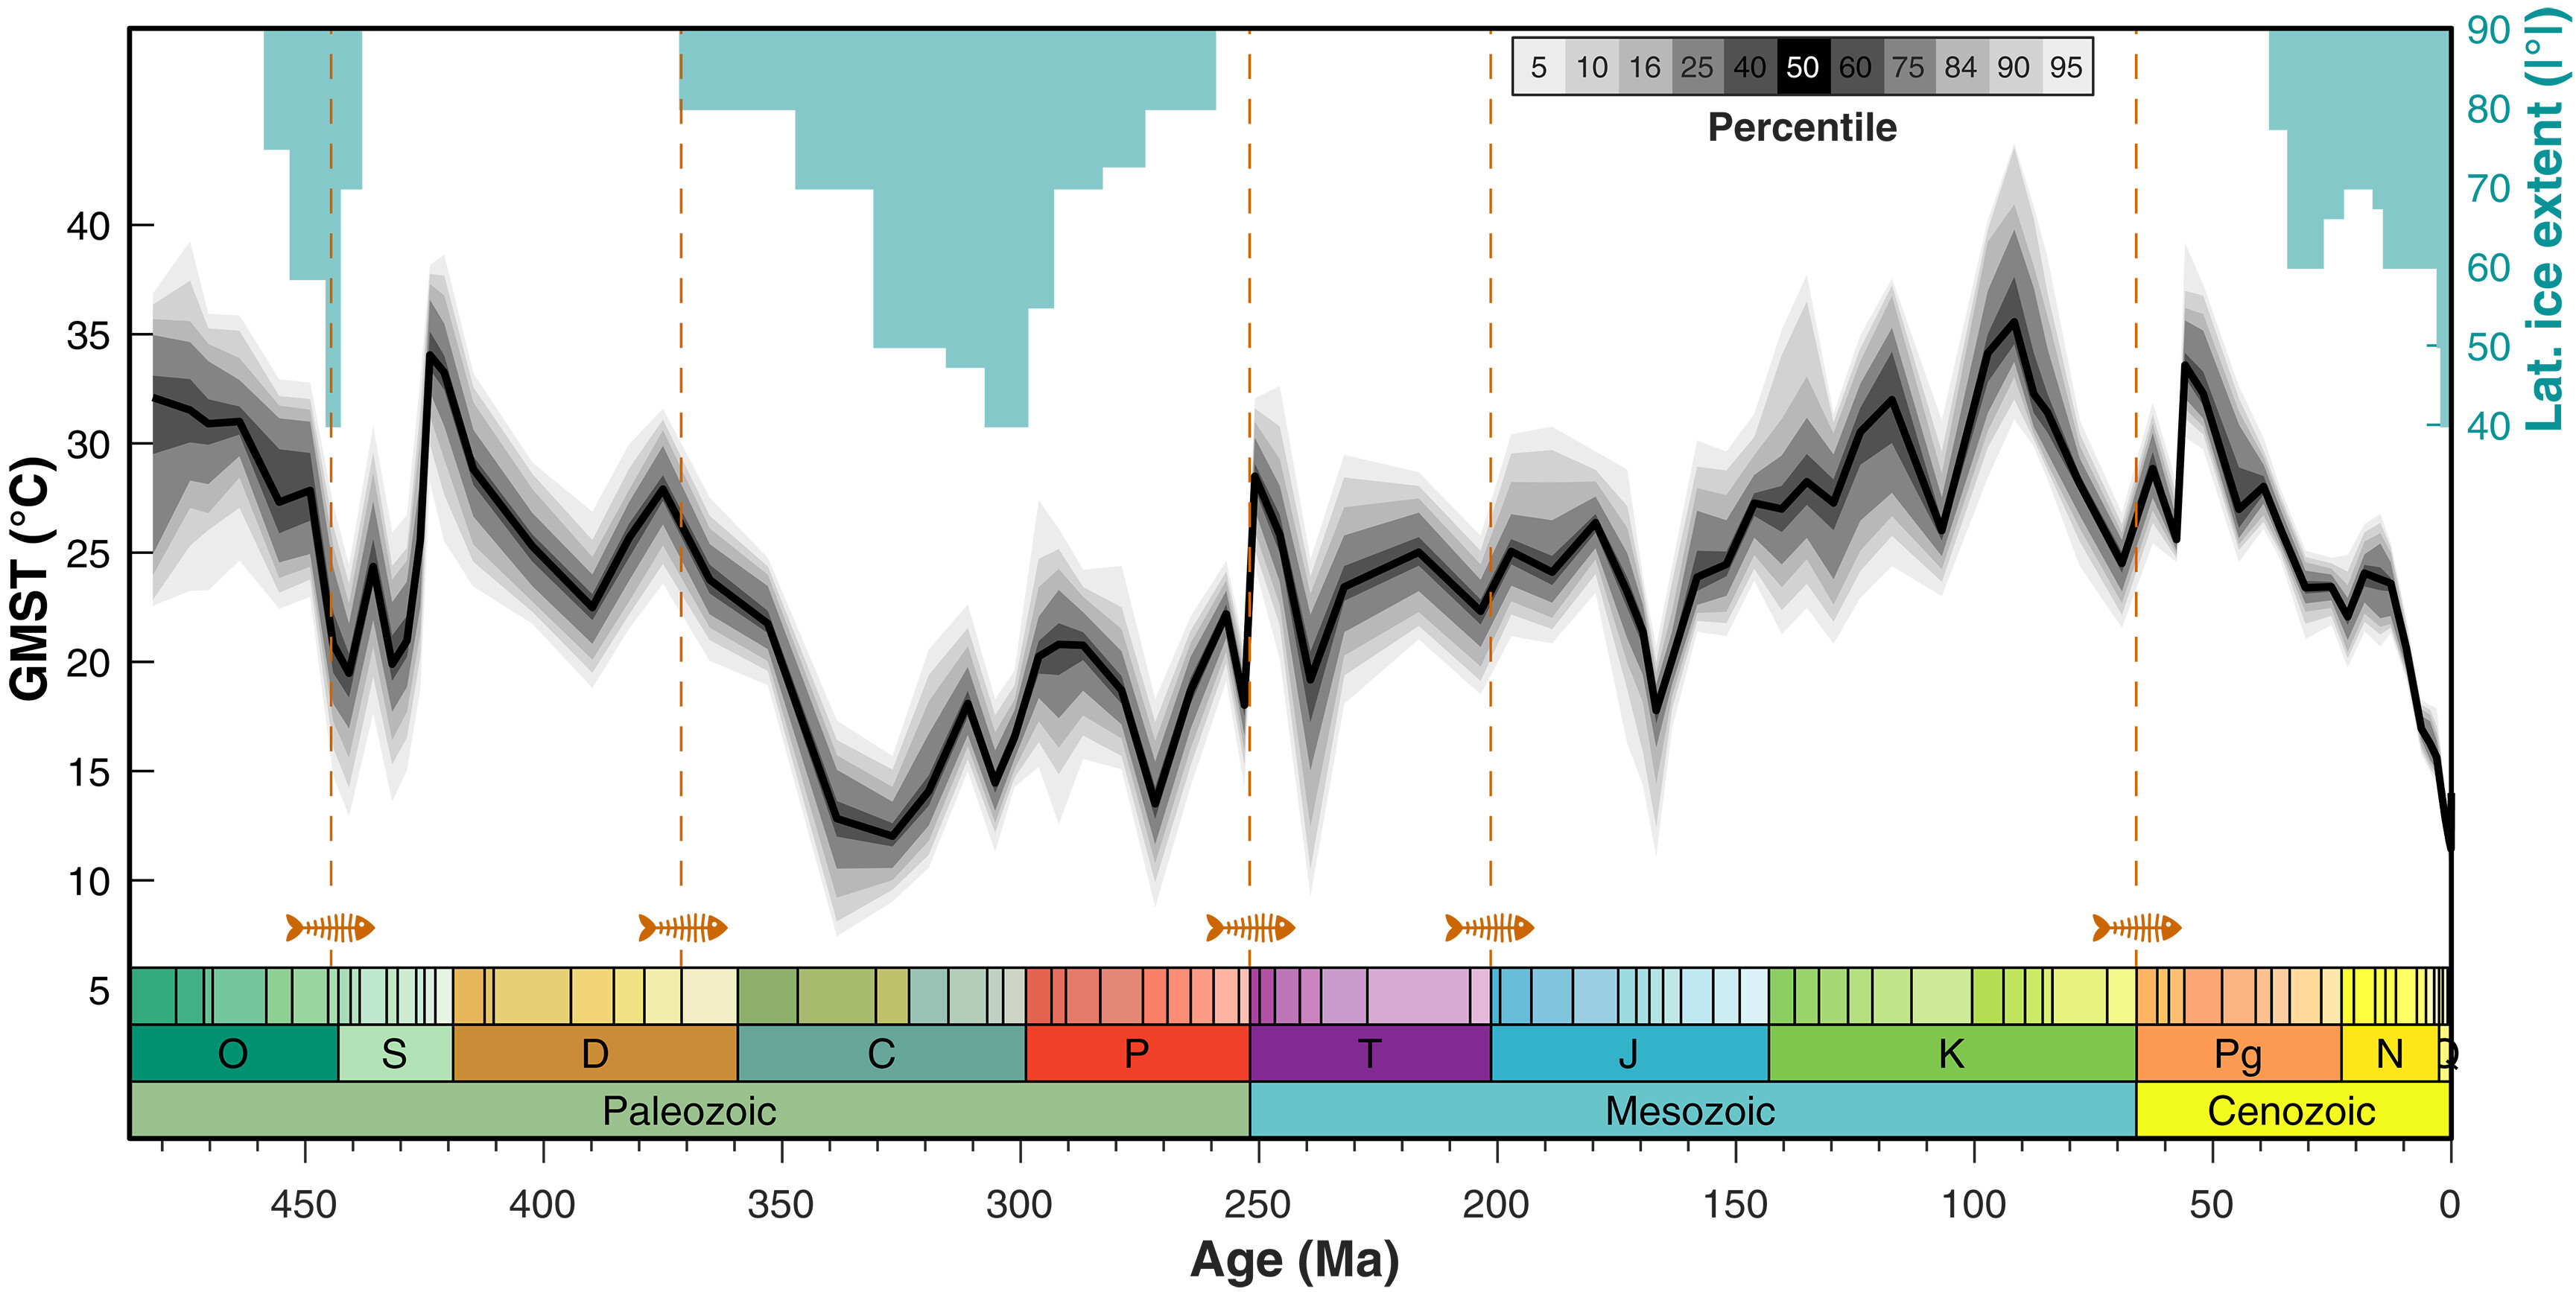 5 10 16 25 40 50 60 75 84 90 95
Percentile
GMST (°C)
40
35
30
25
20
15
10
5
90
80
70
60
50
40
Lat. ice extent (|°|)
O S D C P T J K Pg N Q
Paleozoic Mesozoic Cenozoic
450 400 350 300 250 200 150 100 50 0
Age (Ma)